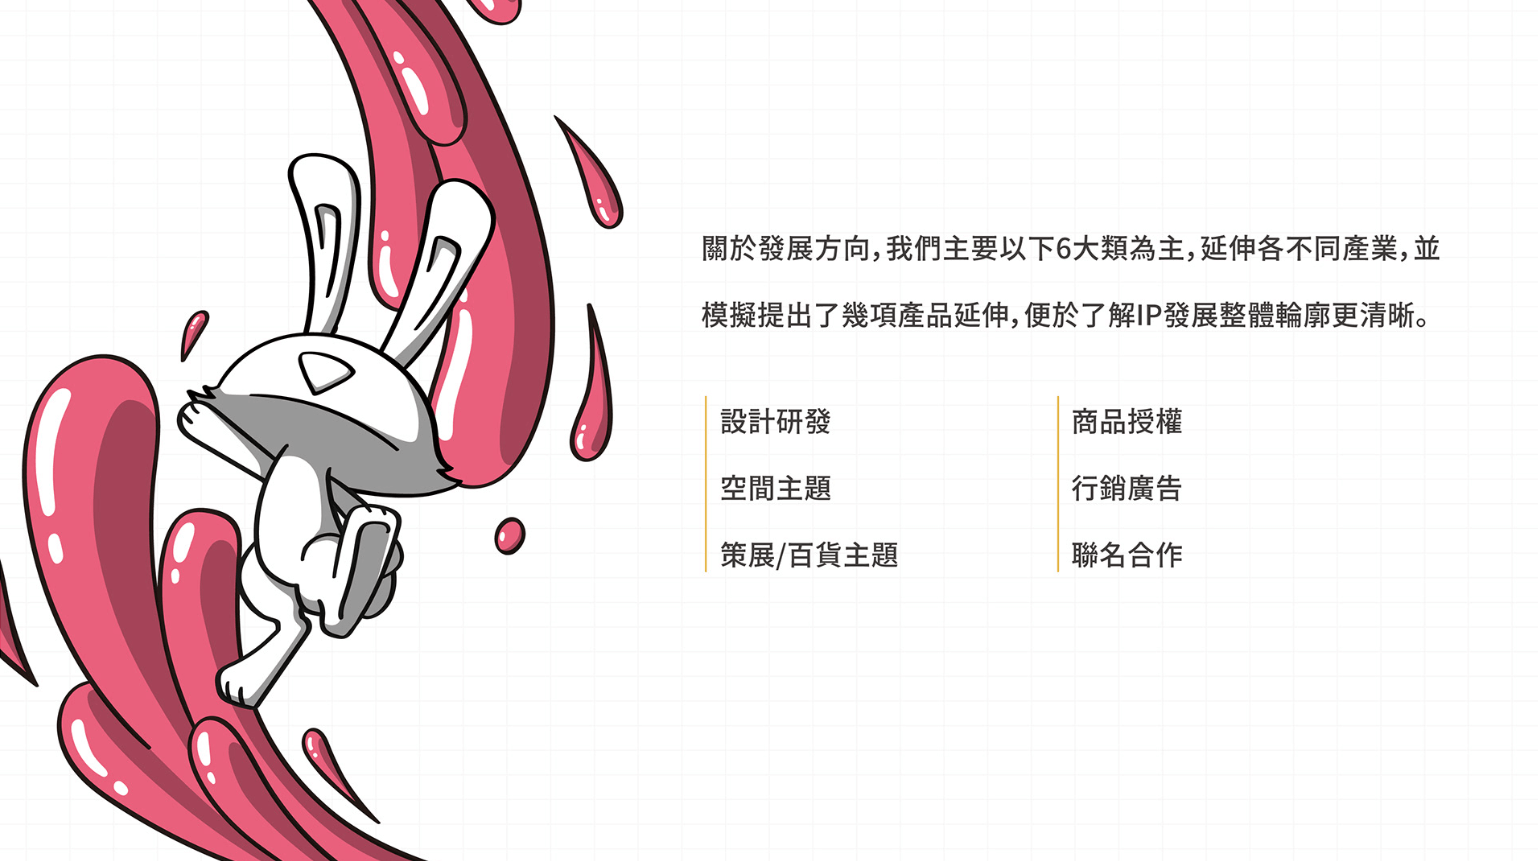 關於發展方向，我們主要以下6大類為主，延伸各不同產業，並
模擬提出了幾項產品延伸，便於了解IP發展整體輪廓更清晰。
設計研發
空間主題
策展/百貨主題
商品授權
行銷廣告
聯名合作